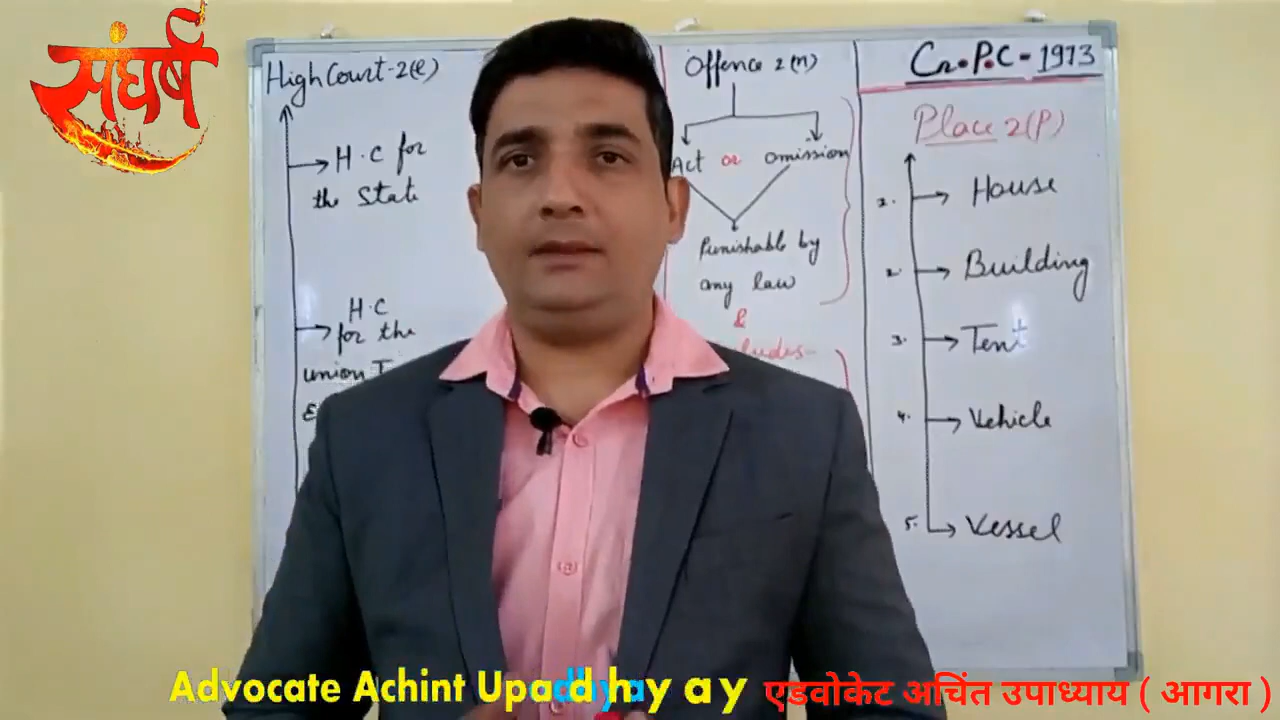 संघर्ष
High Court-2(e)
H.C for
the State
H.C
for the
union T
Offence 2(n)
Act or omission
Punishable by
any law
&
Cr.P.C-1973
Place 2(P)
House
2. Building
3. Tent
4. Vehicle
5. Vessel
Advocate Achint Upadhyay
एडवोकेट अचिंत उपाध्याय ( आगरा )